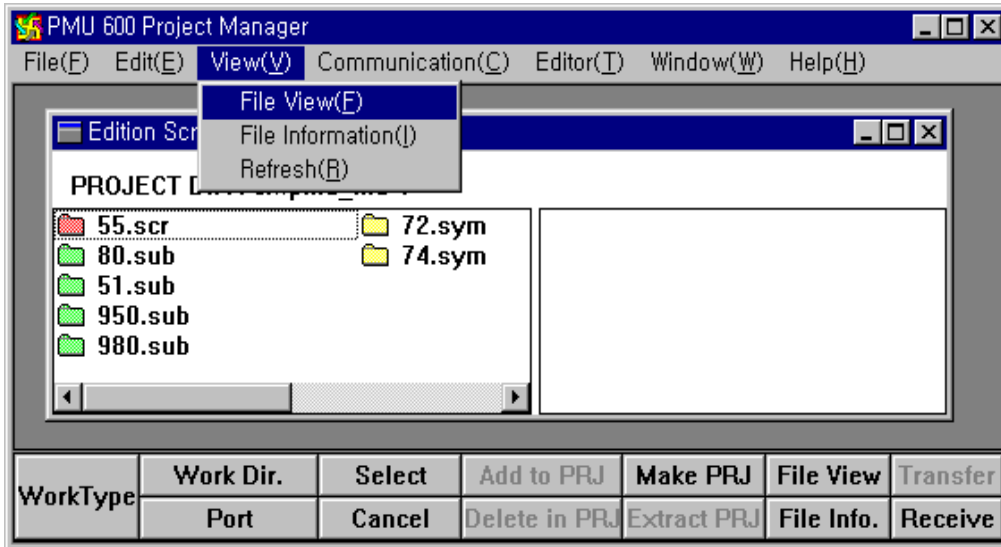 PMU 600 Project Manager
File(F) Edit(E) View(V) Communication(C) Editor(T) Window(W) Help(H)
File View(F)
File Information(I)
Refresh(R)
Edition Scr
PROJECT
55.scr 72.sym
80.sub 74.sym
51.sub
950.sub
980.sub
WorkType Work Dir. Select Add to PRJ Make PRJ File View Transfer
Port Cancel Delete in PRJ Extract PRJ File Info. Receive